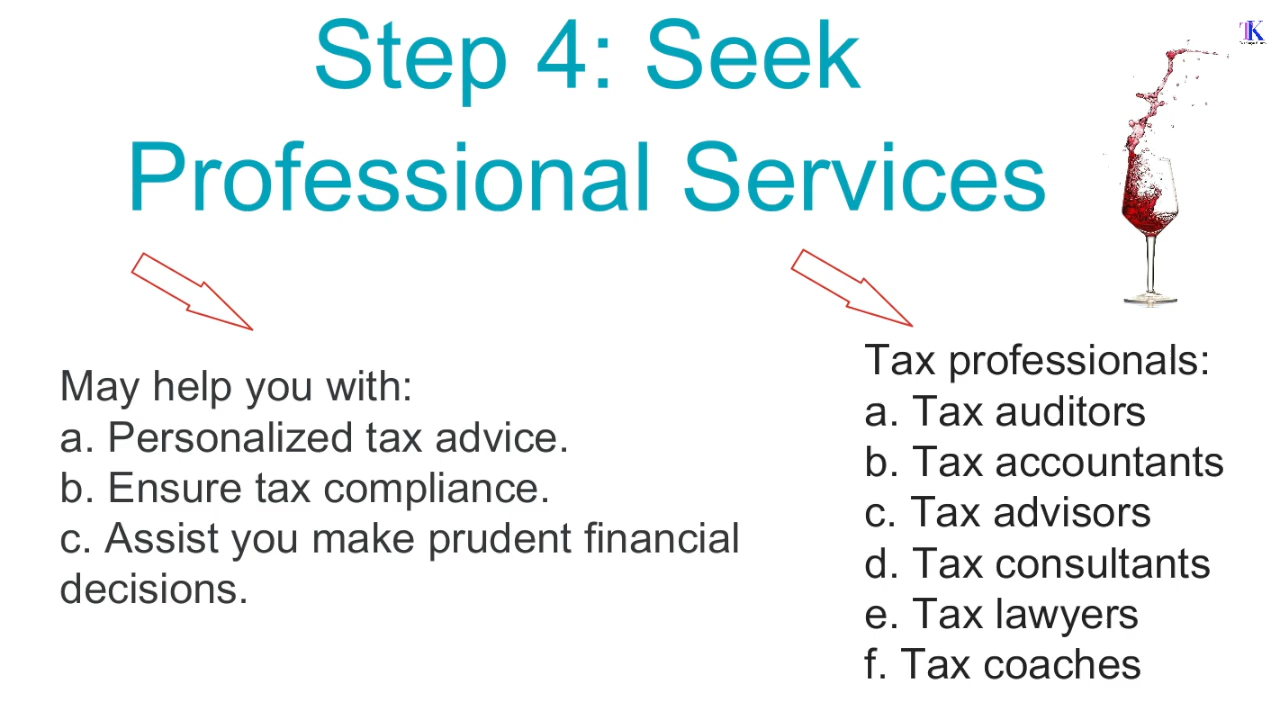 Step 4: Seek
Professional Services
May help you with:
a. Personalized tax advice.
b. Ensure tax compliance.
c. Assist you make prudent financial
decisions.
Tax professionals:
a. Tax auditors
b. Tax accountants
c. Tax advisors
d. Tax consultants
e. Tax lawyers
f. Tax coaches
TK